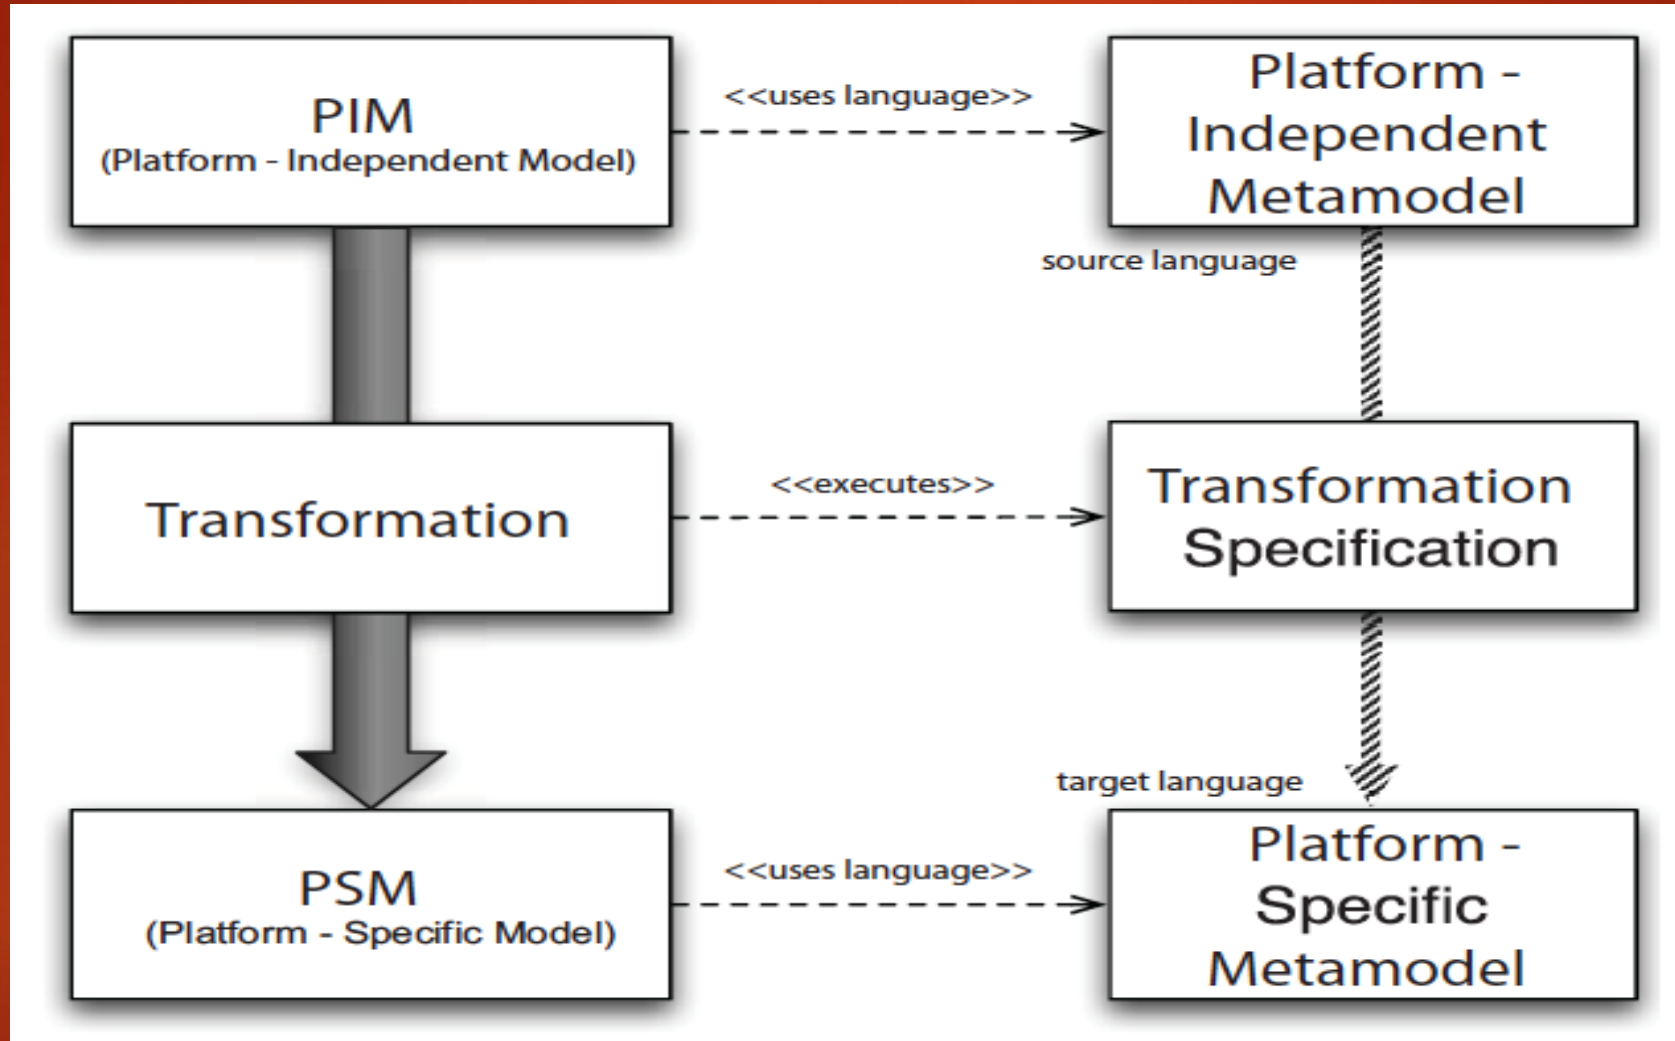 PIM
(Platform - Independent Model)
<<uses language>>
Platform -
Independent
Metamodel
source language
Transformation
<<executes>>
Transformation
Specification
target language
PSM
(Platform - Specific Model)
<<uses language>>
Platform -
Specific
Metamodel